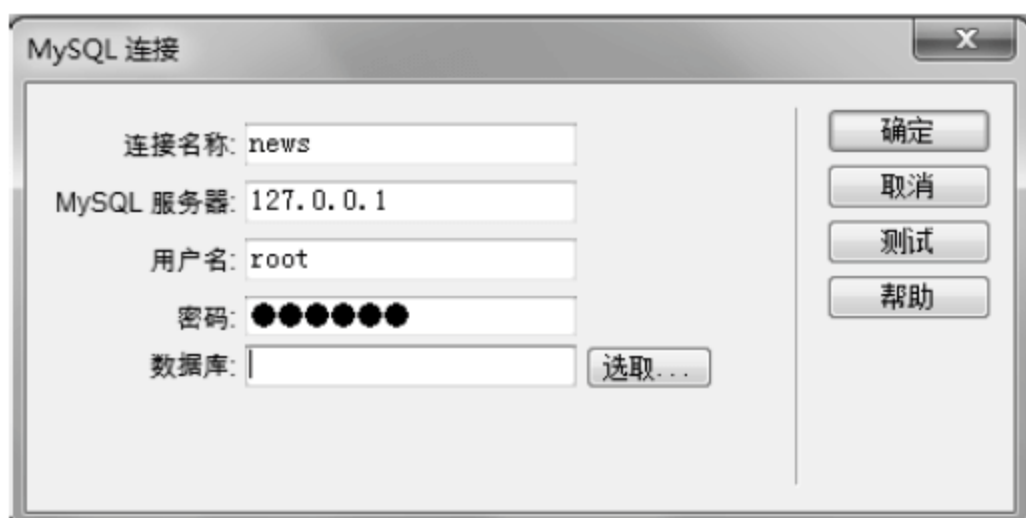 MySQL 连接
连接名称: news
MySQL 服务器: 127.0.0.1
用户名: root
密码: ●●●●●●
数据库:
选取...
确定
取消
测试
帮助